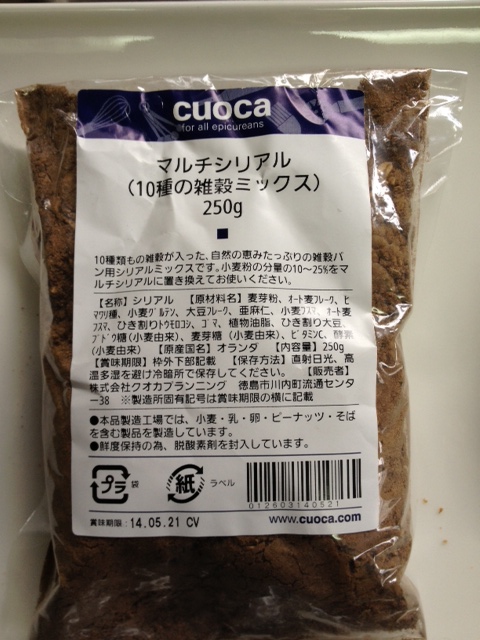 cuoca
for all epicureans
マルチシリアル
(10種の雑穀ミックス)
250g
10種類もの雑穀が入った、自然の恵みたっぷりの雑穀パ
ン用シリアルミックスです。小麦粉の分量の10〜25%をマ
ルチシリアルに置き換えてお使いください。
【名称】シリアル 【原材料名】麦芽粉、オート麦フレーク、ヒ
マワリ種、小麦グルテン、大豆フレーク、亜麻仁、小麦フスマ、オート麦
フスマ、ひき割りトウモロコシ、ゴマ、植物油脂、ひき割り大豆、
ブドウ糖(小麦由来)、麦芽糖(小麦由来)、ビタミンC、酵素
(小麦由来) 【原産国名】オランダ 【内容量】250g
【賞味期限】枠外下部記載 【保存方法】直射日光、高
温多湿を避け冷暗所で保存してください。 【販売者】
株式会社クオカプランニング 徳島市川内町流通センタ
ー38 ※製造所固有記号は賞味期限の横に記載
●本品製造工場では、小麦・乳・卵・ピーナッツ・そば
を含む製品を製造しています。
●鮮度保持の為、脱酸素剤を封入しています。
プラ 袋 紙 ラベル
012603140521
賞味期限: 14.05.21 CV www.cuoca.com